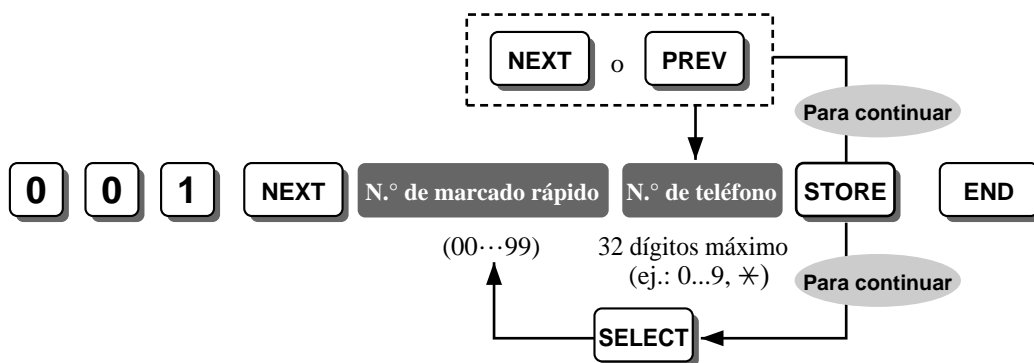 NEXT o PREV
Para continuar
0 0 1 NEXT N.° de marcado rápido N.° de teléfono STORE END
(00···99) 32 dígitos máximo
(ej.: 0...9, ✳)
Para continuar
SELECT